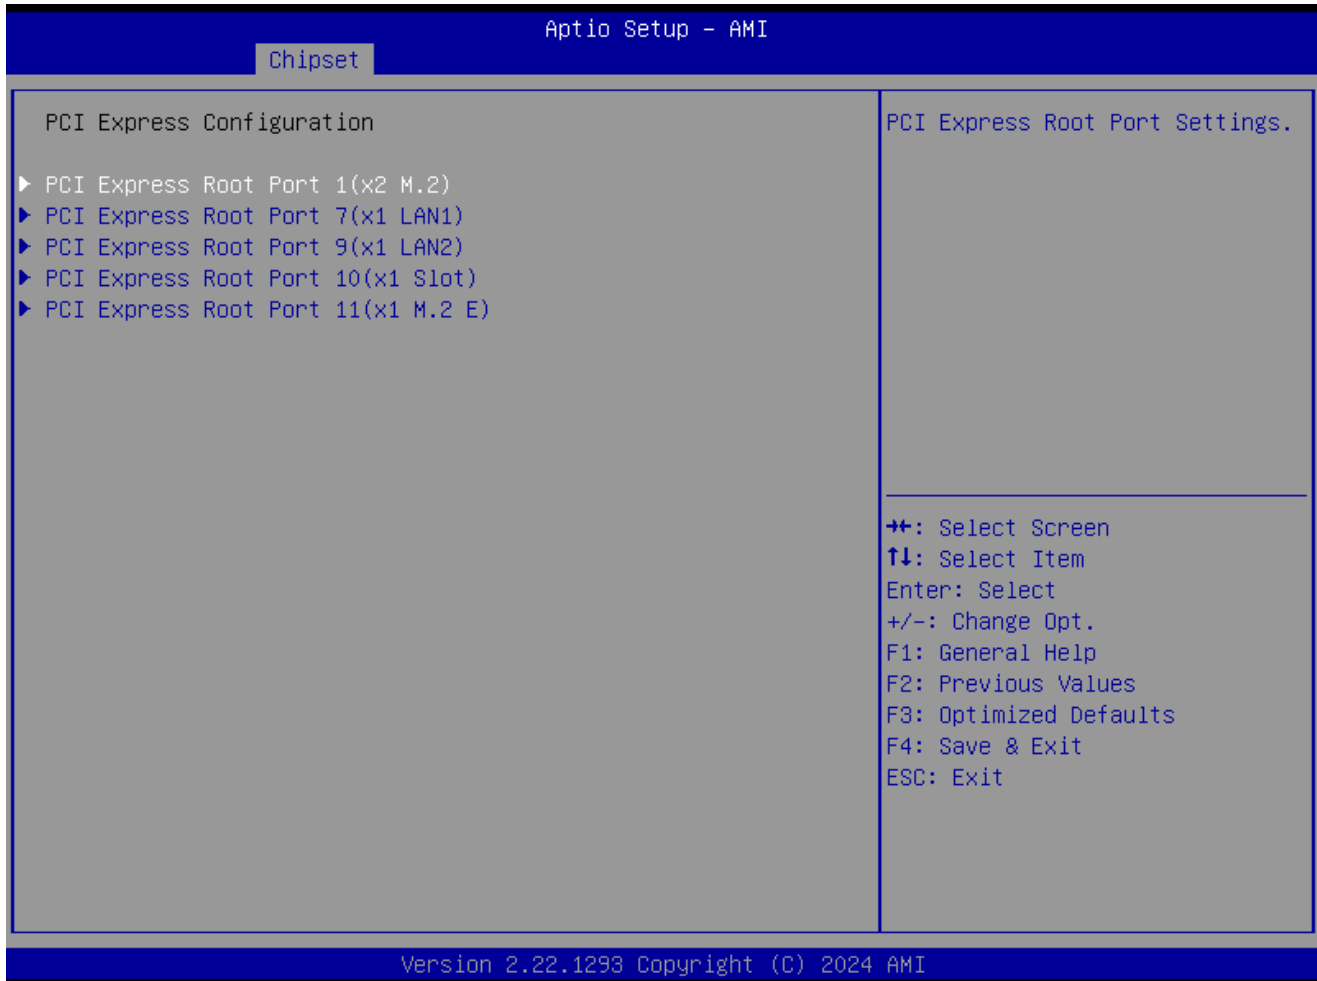 Aptio Setup – AMI
Chipset
PCI Express Configuration
PCI Express Root Port 1(x2 M.2)
PCI Express Root Port 7(x1 LAN1)
PCI Express Root Port 9(x1 LAN2)
PCI Express Root Port 10(x1 Slot)
PCI Express Root Port 11(x1 M.2 E)
PCI Express Root Port Settings.
→←: Select Screen
↑↓: Select Item
Enter: Select
+/-: Change Opt.
F1: General Help
F2: Previous Values
F3: Optimized Defaults
F4: Save & Exit
ESC: Exit
Version 2.22.1293 Copyright (C) 2024 AMI